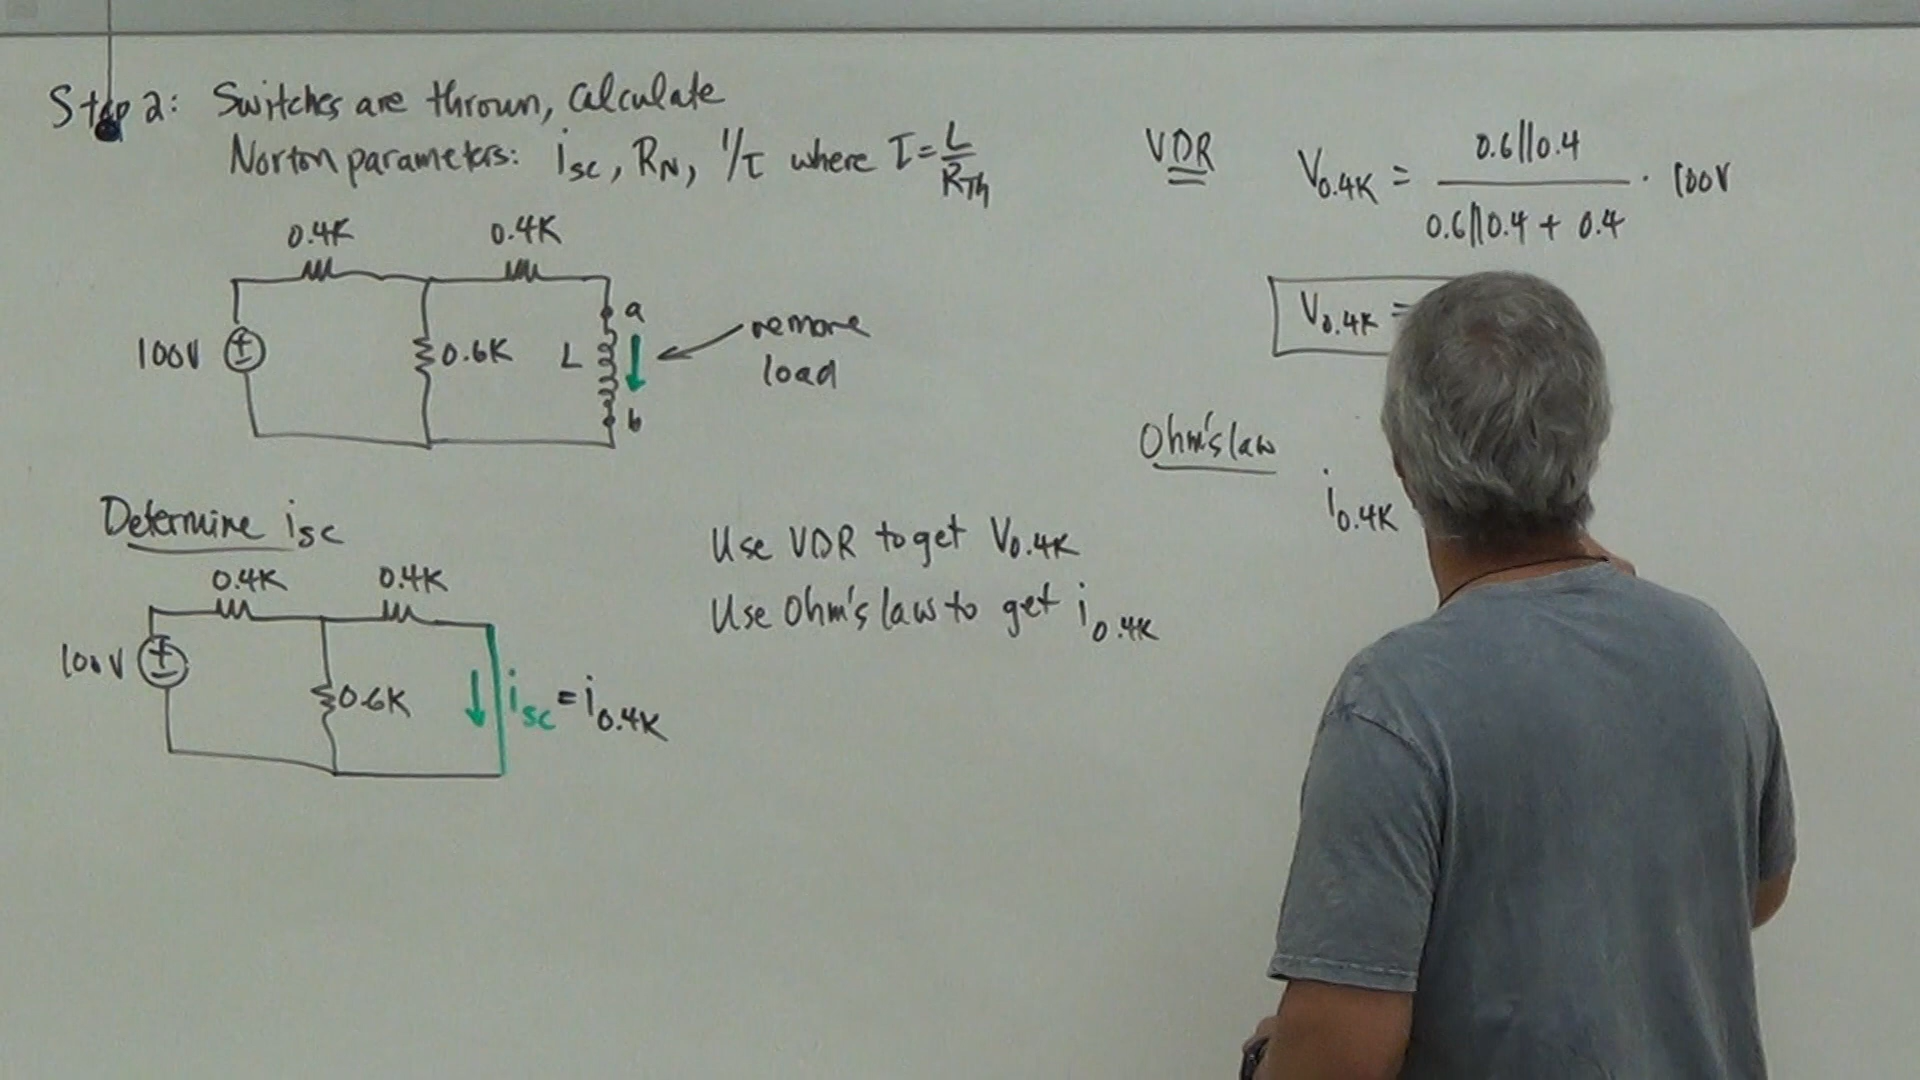 Step 2: Switches are thrown, Calculate
Norton parameters: isc, RN, 1/τ where τ = L/RTh
0.4K 0.4K
100V
0.6K
L
a
b
remove
load
Determine isc
0.4K 0.4K
100V
0.6K
isc = i0.4K
Use VDR to get V0.4K
Use Ohm's law to get i0.4K
VDR
V0.4K = 0.6||0.4 / 0.6||0.4 + 0.4 · 100V
V0.4K =
Ohm's law
i0.4K